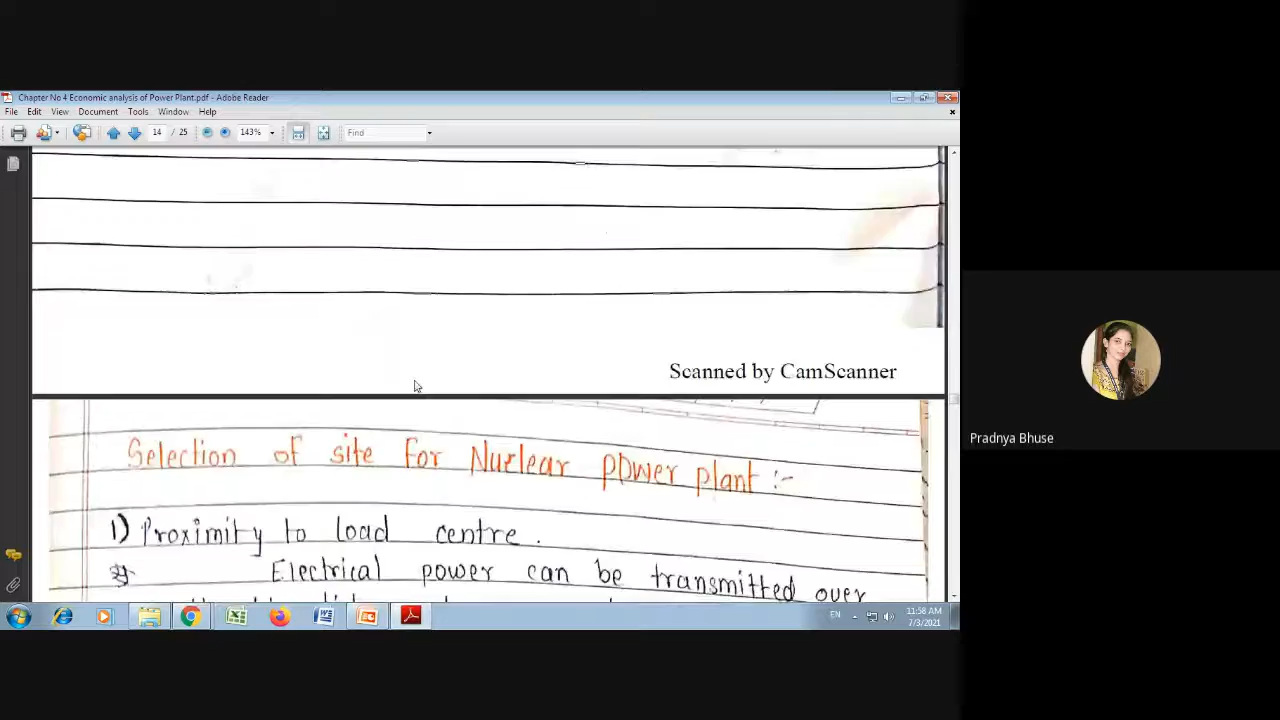 Chapter No 4 Economic analysis of Power Plant.pdf - Adobe Reader
File Edit View Document Tools Window Help
14 / 25 143% Find
Scanned by CamScanner
Selection of site for Nuclear power plant :-
1) Proximity to load centre.
Electrical power can be transmitted over
Pradnya Bhuse
EN 11:58 AM
7/3/2021